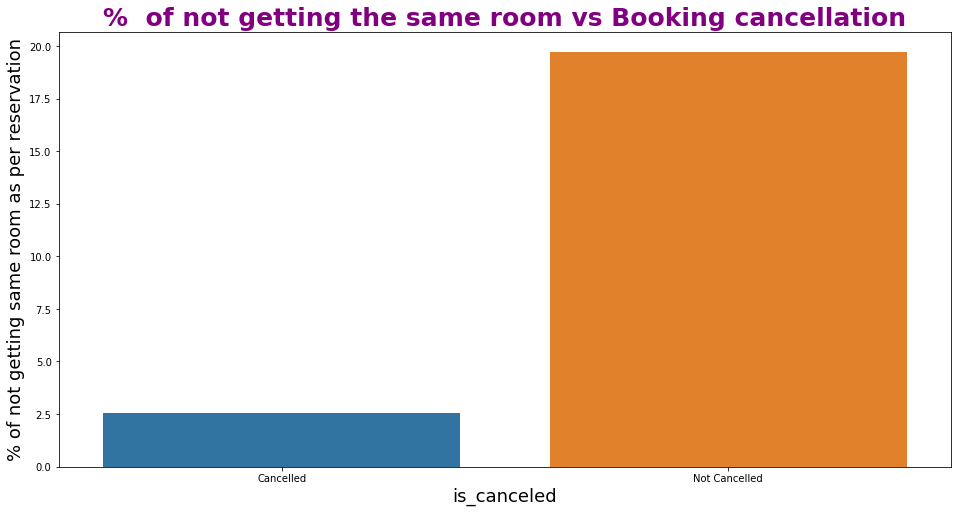 %  of not getting the same room vs Booking cancellation
% of not getting same room as per reservation
20.0
17.5
15.0
12.5
10.0
7.5
5.0
2.5
0.0
Cancelled
Not Cancelled
is_canceled